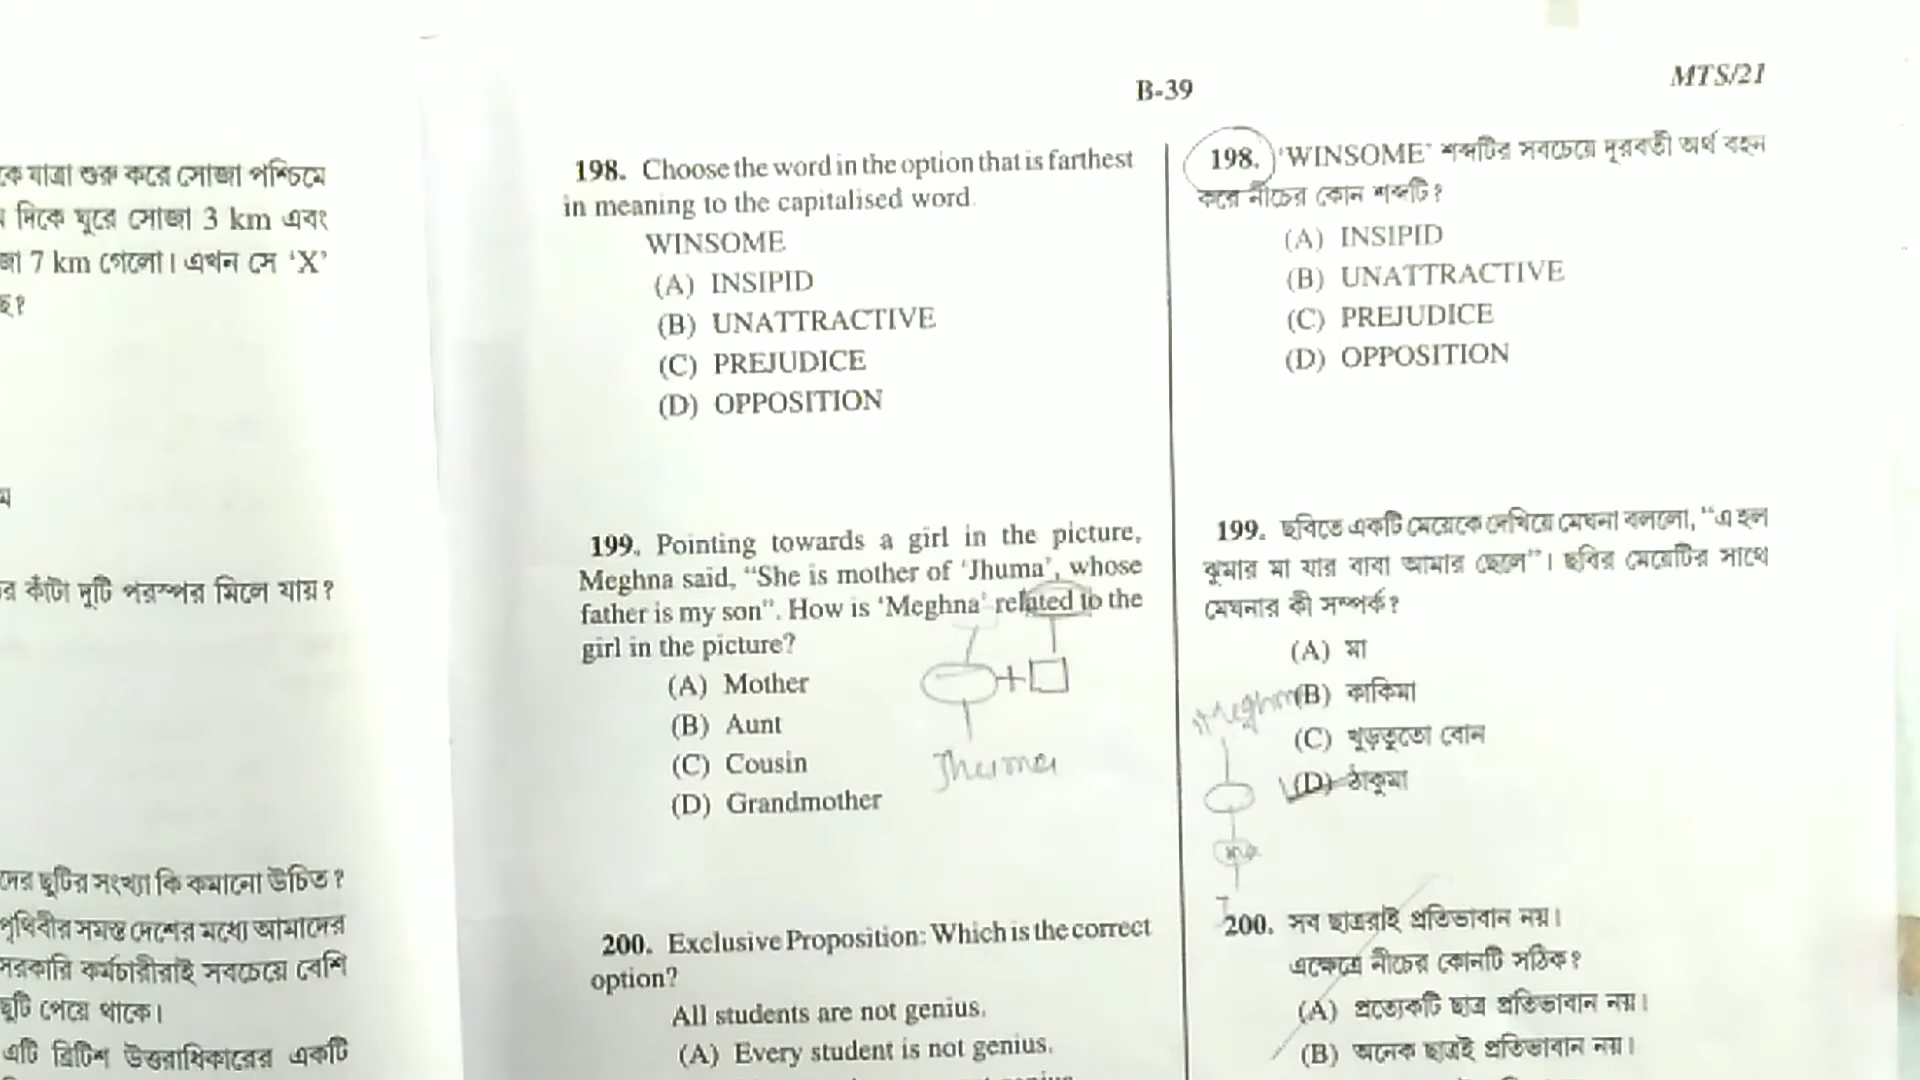 B-39
MTS/21
কে যাত্রা শুরু করে সোজা পশ্চিমে
দিকে ঘুরে সোজা 3 km এবং
7 km গেলো। এখন সে ‘X’
ছ?
র কাঁটা দুটি পরস্পর মিলে যায়?
দের ছুটির সংখ্যা কি কমানো উচিত?
পৃথিবীর সমস্ত দেশের মধ্যে আমাদের
সরকারি কর্মচারীরাই সবচেয়ে বেশি
ছুটি পেয়ে থাকে।
এটি ব্রিটিশ উত্তরাধিকারের একটি
198. Choose the word in the option that is farthest
in meaning to the capitalised word.
WINSOME
(A) INSIPID
(B) UNATTRACTIVE
(C) PREJUDICE
(D) OPPOSITION
199. Pointing towards a girl in the picture,
Meghna said, “She is mother of ‘Jhuma’, whose
father is my son”. How is ‘Meghna’ related to the
girl in the picture?
(A) Mother
(B) Aunt
(C) Cousin
(D) Grandmother
Jhuma
200. Exclusive Proposition: Which is the correct
option?
All students are not genius.
(A) Every student is not genius.
198. ‘WINSOME’ শব্দটির সবচেয়ে দূরবর্তী অর্থ বহন
করে নীচের কোন শব্দটি?
(A) INSIPID
(B) UNATTRACTIVE
(C) PREJUDICE
(D) OPPOSITION
199. ছবিতে একটি মেয়েকে দেখিয়ে মেঘনা বললো, “এ হল
ঝুমার মা যার বাবা আমার ছেলে”। ছবির মেয়েটির সাথে
মেঘনার কী সম্পর্ক?
(A) মা
Meghna
(B) কাকিমা
(C) খুড়তুতো বোন
(D) ঠাকুমা
200. সব ছাত্ররাই প্রতিভাবান নয়।
এক্ষেত্রে নীচের কোনটি সঠিক?
(A) প্রত্যেকটি ছাত্র প্রতিভাবান নয়।
(B) অনেক ছাত্রই প্রতিভাবান নয়।